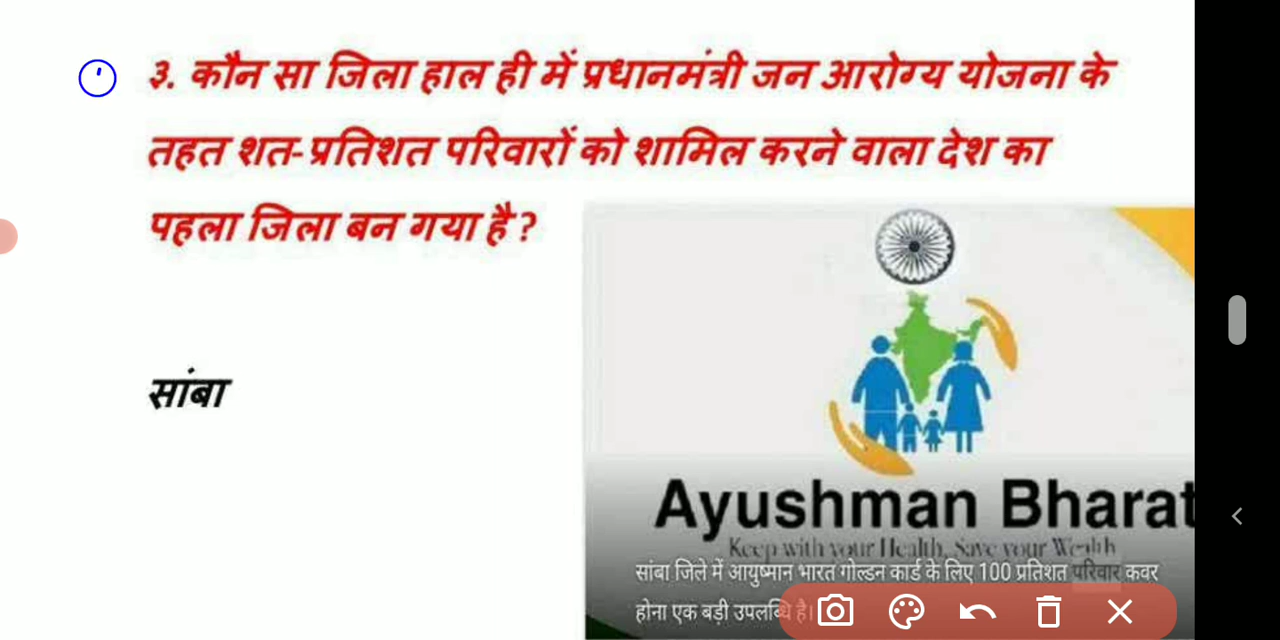 ३. कौन सा जिला हाल ही में प्रधानमंत्री जन आरोग्य योजना के
तहत शत-प्रतिशत परिवारों को शामिल करने वाला देश का
पहला जिला बन गया है?
सांबा
Ayushman Bharat
Keep with your Health, Save your Wealth
सांबा जिले में आयुष्मान भारत गोल्डन कार्ड के लिए 100 प्रतिशत परिवार कवर
होना एक बड़ी उपलब्धि है।